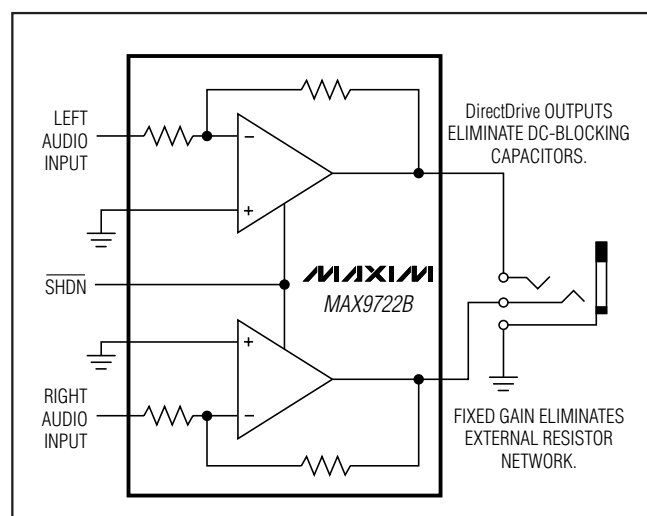 LEFT
AUDIO
INPUT
DirectDrive OUTPUTS
ELIMINATE DC-BLOCKING
CAPACITORS.
−
+
SHDN
MAXIM
MAX9722B
+
−
RIGHT
AUDIO
INPUT
FIXED GAIN ELIMINATES
EXTERNAL RESISTOR
NETWORK.